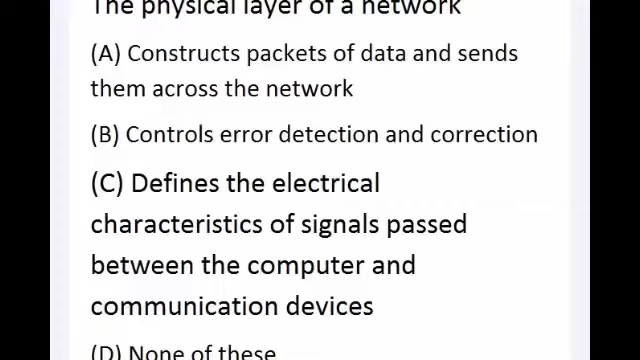 The physical layer of a network
(A) Constructs packets of data and sends
them across the network
(B) Controls error detection and correction
(C) Defines the electrical
characteristics of signals passed
between the computer and
communication devices
(D) None of these